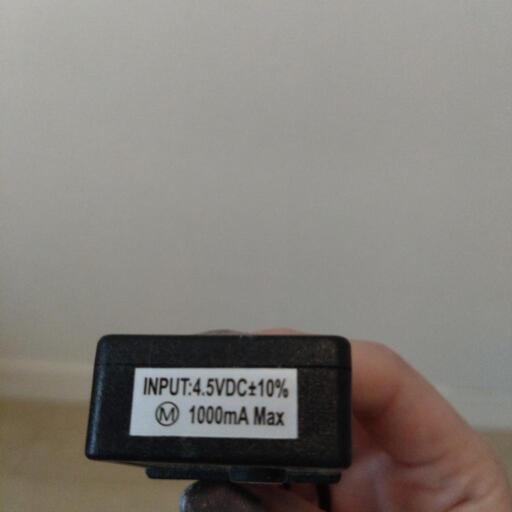 INPUT:4.5VDC±10%
Ⓜ 1000mA Max